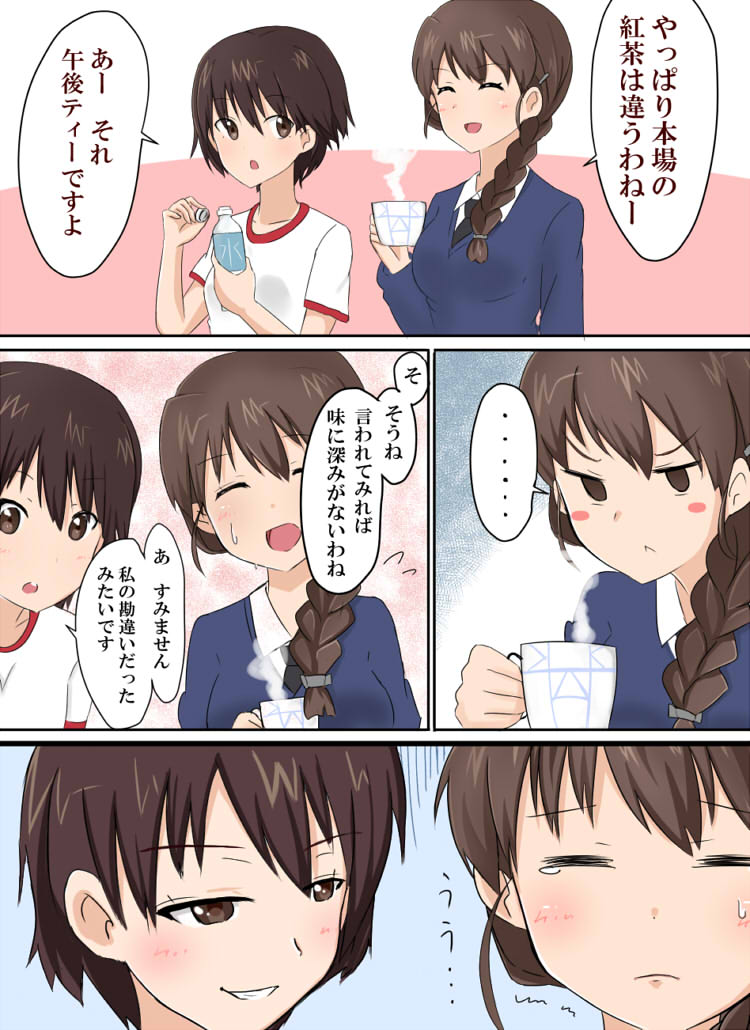 やっぱり本場の
紅茶は違うわねー
あー それ
午後ティーですよ
水
・・・・・・
そ
そうね
言われてみれば
味に深みがないわね
あ すみません
私の勘違いだった
みたいです
うう・・・